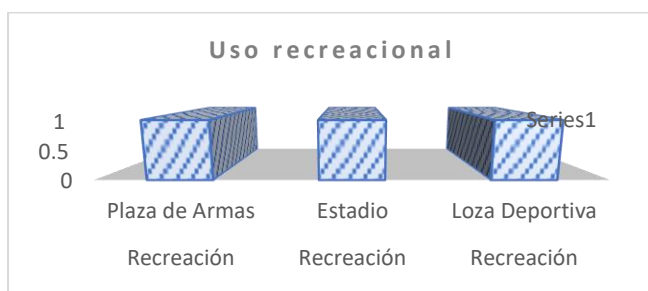 Uso recreacional
1
Series1
0.5
0
Plaza de Armas Estadio Loza Deportiva
Recreación Recreación Recreación